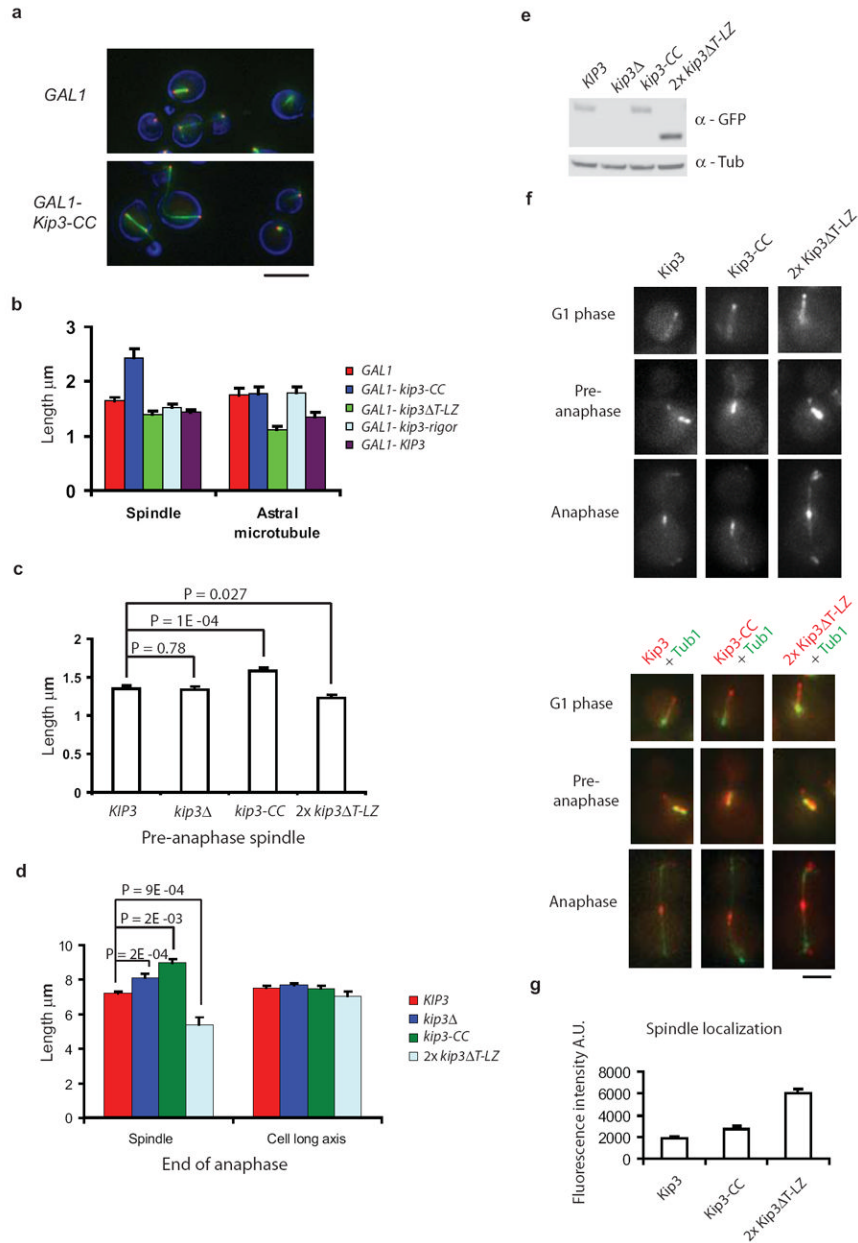 a
GAL1
GAL1-
Kip3-CC
b
3
2
1
0
Length µm
Spindle
Astral
microtubule
GAL1
GAL1- kip3-CC
GAL1- kip3ΔT-LZ
GAL1- kip3-rigor
GAL1- KIP3
c
P = 0.027
P = 1E -04
P = 0.78
2
1.5
1
0.5
0
Length µm
KIP3
kip3Δ
kip3-CC
2x kip3ΔT-LZ
Pre-anaphase spindle
d
P = 9E -04
P = 2E -03
P = 2E -04
10
8
6
4
2
0
Length µm
Spindle
Cell long axis
End of anaphase
KIP3
kip3Δ
kip3-CC
2x kip3ΔT-LZ
e
KIP3
kip3Δ
kip3-CC
2x kip3ΔT-LZ
α - GFP
α - Tub
f
Kip3
Kip3-CC
2x Kip3ΔT-LZ
G1 phase
Pre-
anaphase
Anaphase
Kip3
+ Tub1
Kip3-CC
+ Tub1
2x Kip3ΔT-LZ
+ Tub1
G1 phase
Pre-
anaphase
Anaphase
g
Spindle localization
Fluorescence intensity A.U.
8000
6000
4000
2000
0
Kip3
Kip3-CC
2x Kip3ΔT-LZ